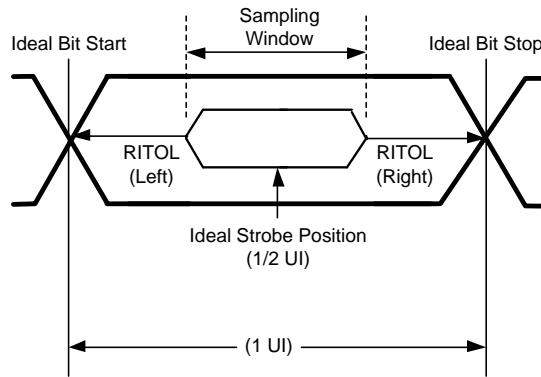 Sampling
Window
Ideal Bit Start
Ideal Bit Stop
RITOL
(Left)
RITOL
(Right)
Ideal Strobe Position
(1/2 UI)
(1 UI)